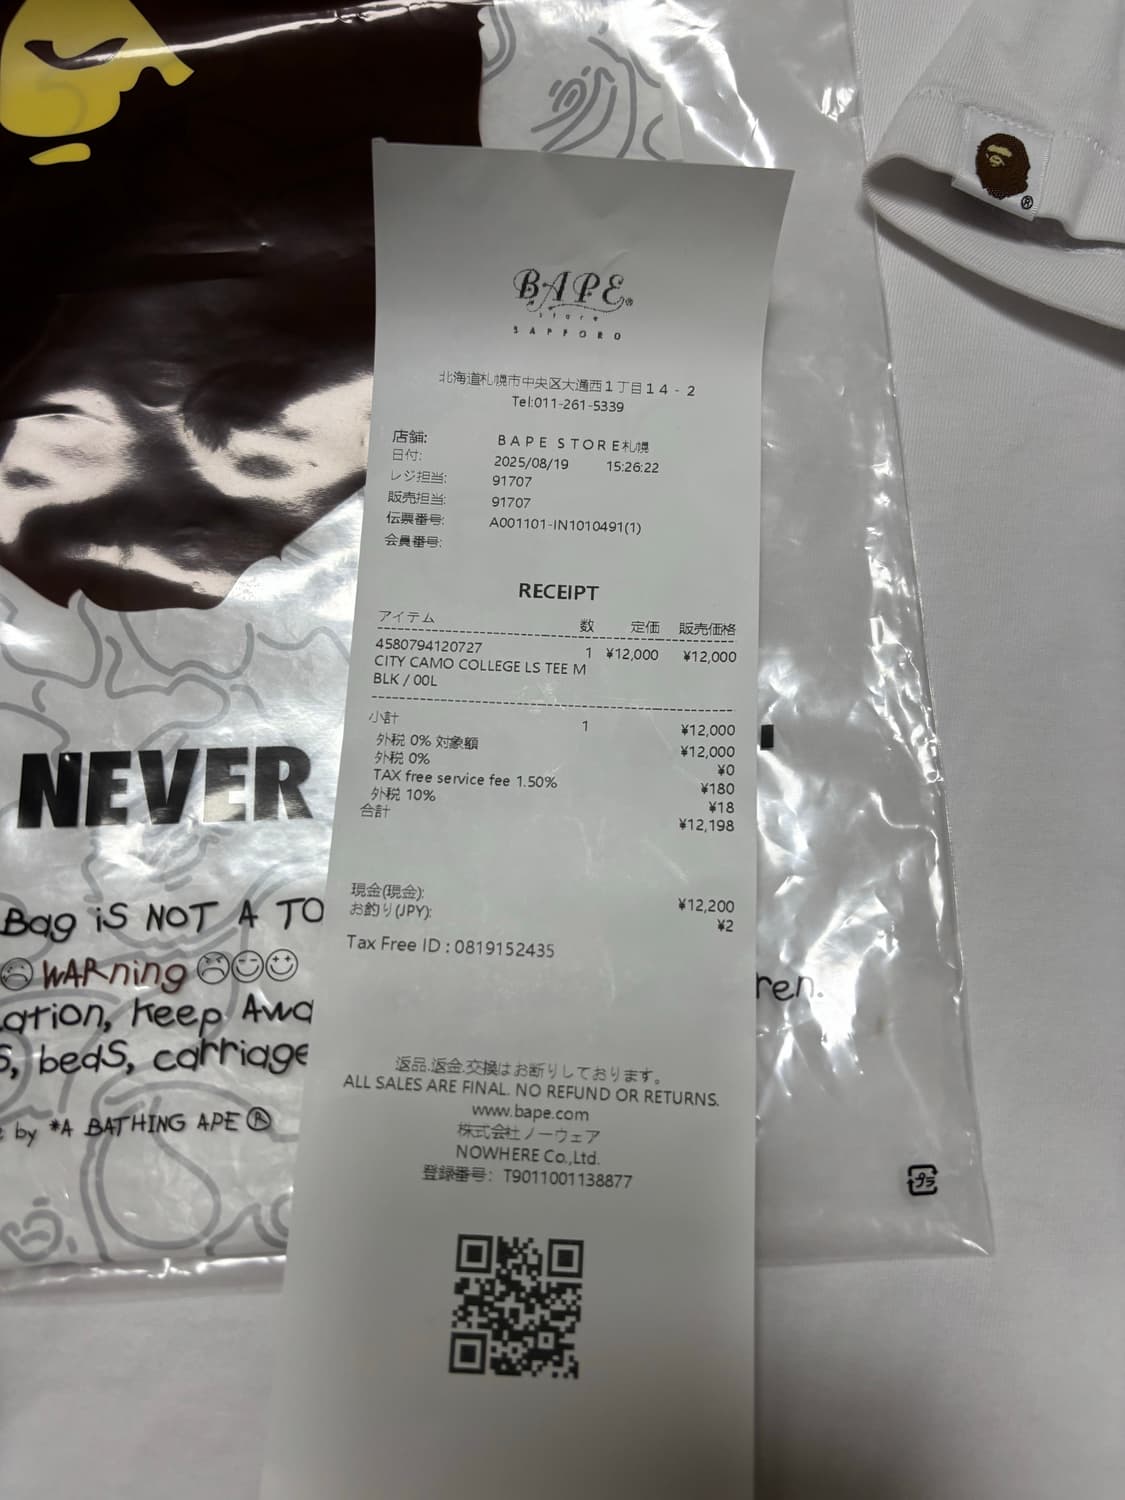 BAPE®
store
SAPPORO
北海道札幌市中央区大通西1丁目14-2
Tel:011-261-5339
店舗: BAPE STORE札幌
日付: 2025/08/19 15:26:22
レジ担当: 91707
販売担当: 91707
伝票番号: A001101-IN1010491(1)
会員番号:
RECEIPT
アイテム 数 定価 販売価格
4580794120727 1 ¥12,000 ¥12,000
CITY CAMO COLLEGE LS TEE M
BLK / 00L
小計 1 ¥12,000
外税 0% 対象額 ¥12,000
外税 0% ¥0
TAX free service fee 1.50% ¥180
外税 10% ¥18
合計 ¥12,198
現金(現金): ¥12,200
お釣り(JPY): ¥2
Tax Free ID : 0819152435
返品.返金.交換はお断りしております。
ALL SALES ARE FINAL. NO REFUND OR RETURNS.
www.bape.com
株式会社ノーウェア
NOWHERE Co.,Ltd.
登録番号: T9011001138877
NEVER
Bag iS NOT A TO
WARning
ation, keep Awa
S, beds, carriage
ren.
by *A BATHING APE ®
プラ
®